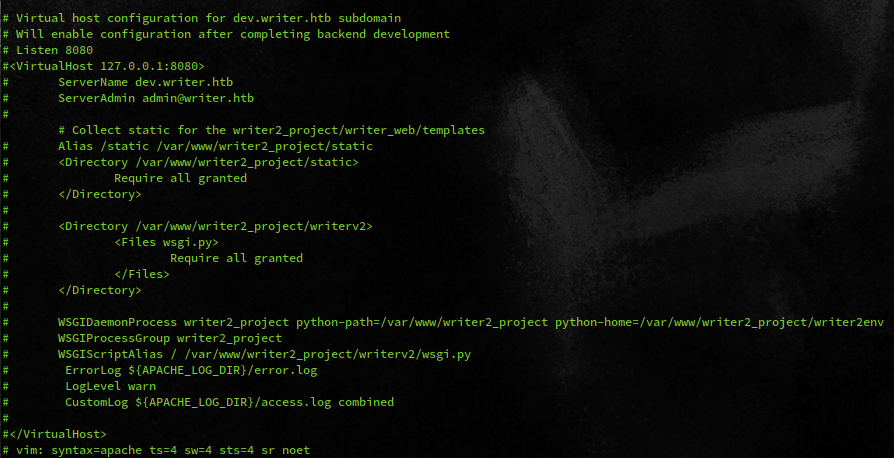 # Virtual host configuration for dev.writer.htb subdomain
# Will enable configuration after completing backend development
# Listen 8080
#<VirtualHost 127.0.0.1:8080>
#       ServerName dev.writer.htb
#       ServerAdmin admin@writer.htb
#
        # Collect static for the writer2_project/writer_web/templates
#       Alias /static /var/www/writer2_project/static
#       <Directory /var/www/writer2_project/static>
#               Require all granted
#       </Directory>
#
#       <Directory /var/www/writer2_project/writerv2>
#               <Files wsgi.py>
#                       Require all granted
#               </Files>
#       </Directory>
#
#       WSGIDaemonProcess writer2_project python-path=/var/www/writer2_project python-home=/var/www/writer2_project/writer2env
#       WSGIProcessGroup writer2_project
#       WSGIScriptAlias / /var/www/writer2_project/writerv2/wsgi.py
#        ErrorLog ${APACHE_LOG_DIR}/error.log
#        LogLevel warn
#        CustomLog ${APACHE_LOG_DIR}/access.log combined
#
#</VirtualHost>
# vim: syntax=apache ts=4 sw=4 sts=4 sr noet